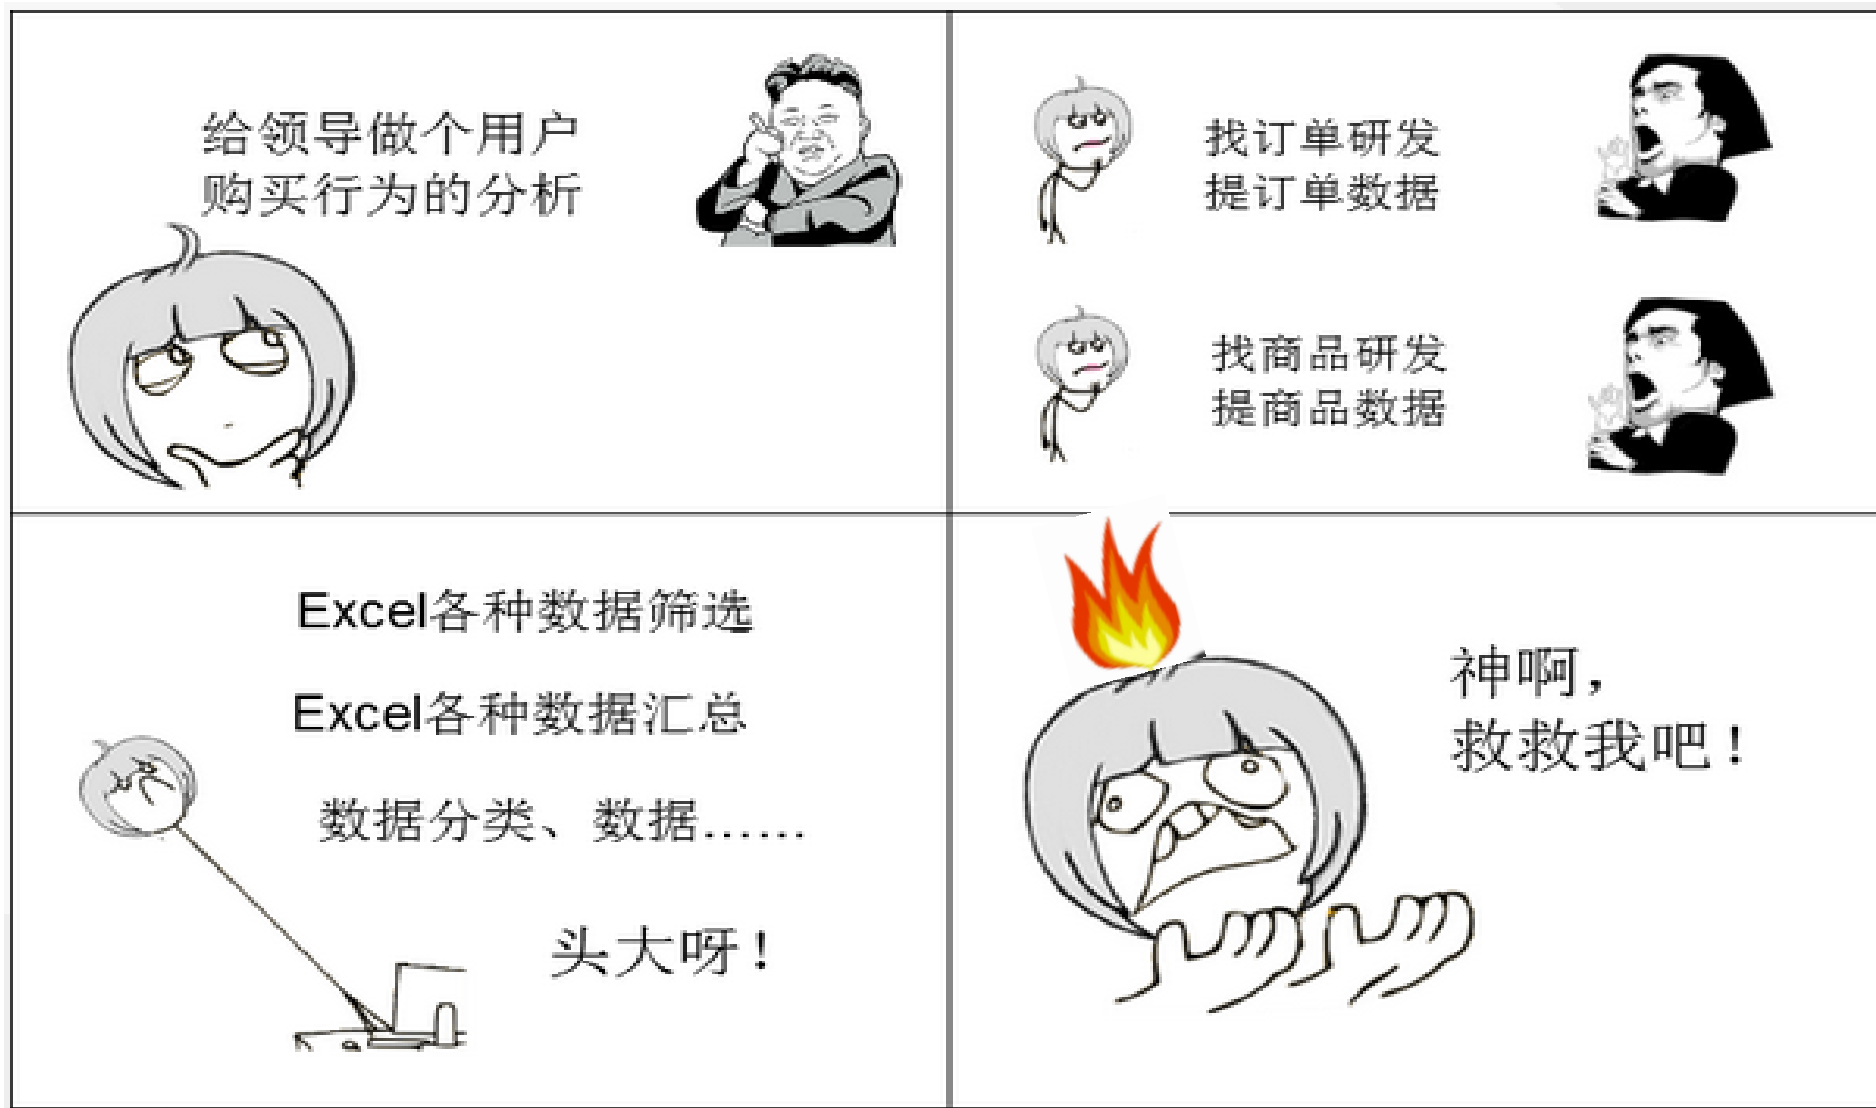 给领导做个用户
购买行为的分析
找订单研发
提订单数据
找商品研发
提商品数据
Excel各种数据筛选
Excel各种数据汇总
数据分类、数据……
头大呀！
神啊，
救救我吧！